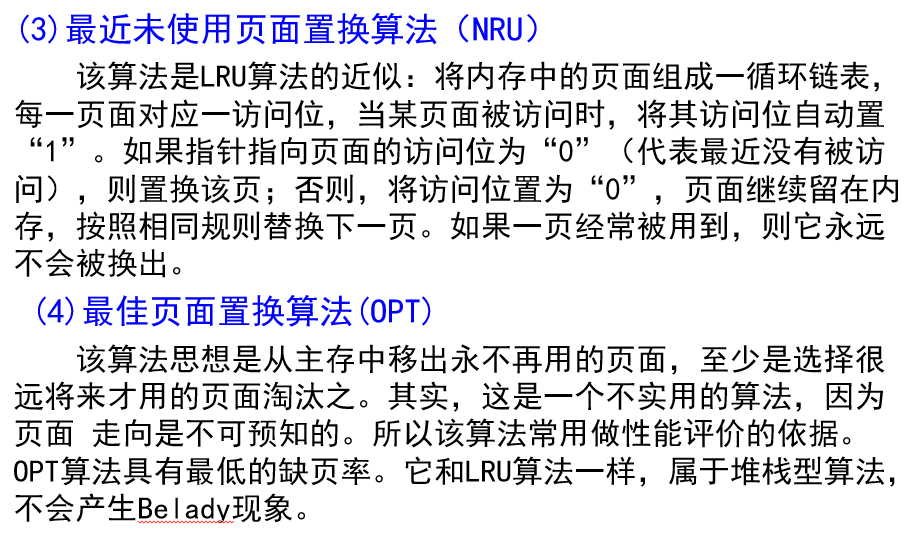 (3)最近未使用页面置换算法（NRU）
该算法是LRU算法的近似：将内存中的页面组成一循环链表，
每一页面对应一访问位，当某页面被访问时，将其访问位自动置
“1”。如果指针指向页面的访问位为“0”（代表最近没有被访
问），则置换该页；否则，将访问位置为“0”，页面继续留在内
存，按照相同规则替换下一页。如果一页经常被用到，则它永远
不会被换出。
(4)最佳页面置换算法(OPT)
该算法思想是从主存中移出永不再用的页面，至少是选择很
远将来才用的页面淘汰之。其实，这是一个不实用的算法，因为
页面 走向是不可预知的。所以该算法常用做性能评价的依据。
OPT算法具有最低的缺页率。它和LRU算法一样，属于堆栈型算法，
不会产生Belady现象。